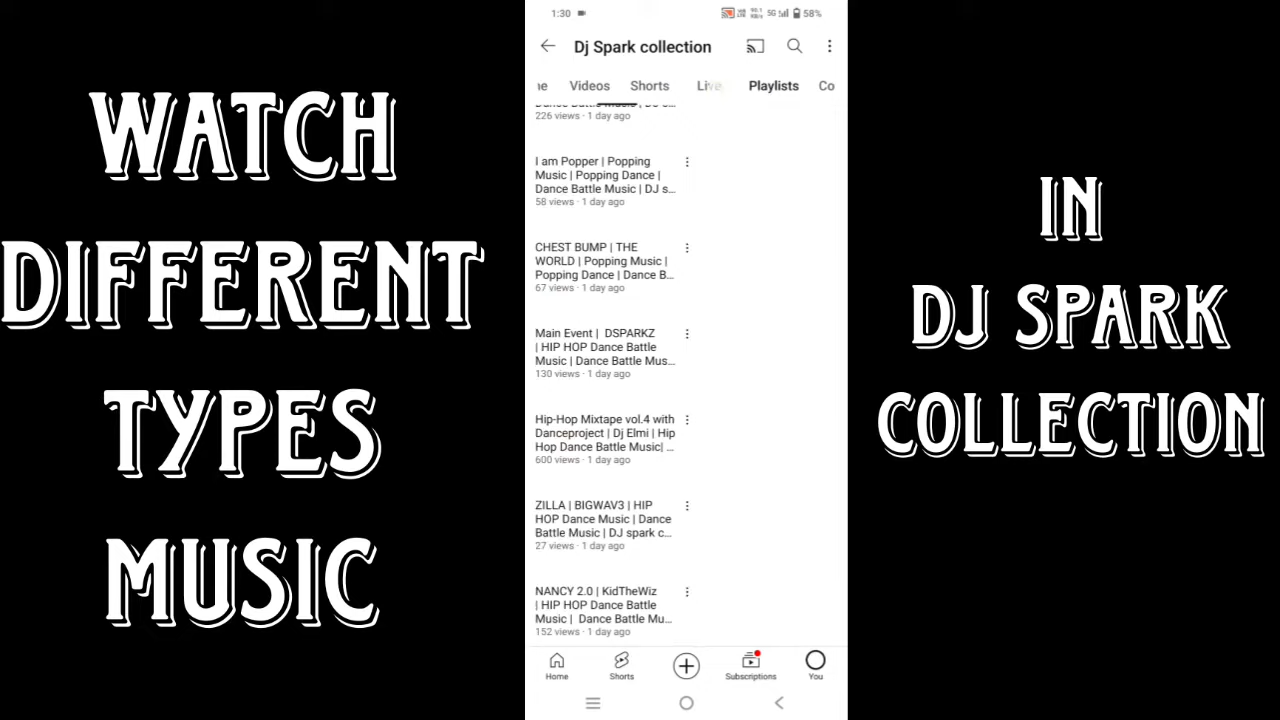 WATCH
DIFFERENT
TYPES
MUSIC
1:30
5G 58%
Dj Spark collection
Videos Shorts Live Playlists
226 views · 1 day ago
I am Popper | Popping
Music | Popping Dance |
Dance Battle Music | DJ s...
58 views · 1 day ago
CHEST BUMP | THE
WORLD | Popping Music |
Popping Dance | Dance B...
67 views · 1 day ago
Main Event | DSPARKZ
| HIP HOP Dance Battle
Music | Dance Battle Mus...
130 views · 1 day ago
Hip-Hop Mixtape vol.4 with
Danceproject | Dj Elmi | Hip
Hop Dance Battle Music| ...
600 views · 1 day ago
ZILLA | BIGWAV3 | HIP
HOP Dance Music | Dance
Battle Music | DJ spark c...
27 views · 1 day ago
NANCY 2.0 | KidTheWiz
| HIP HOP Dance Battle
Music | Dance Battle Mu...
152 views · 1 day ago
Home Shorts Subscriptions You
IN
DJ SPARK
COLLECTION